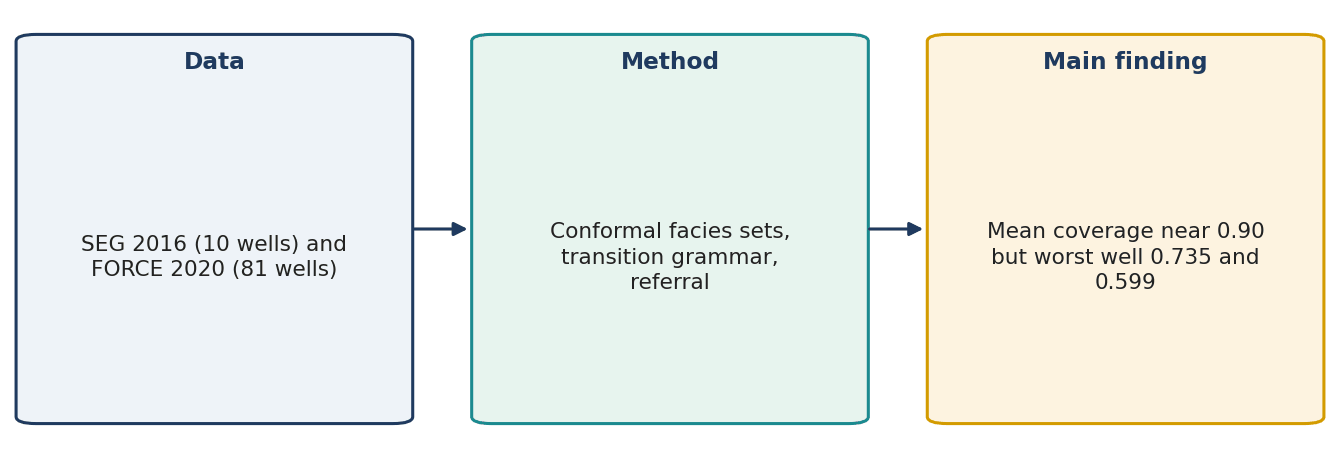 Data
SEG 2016 (10 wells) and
FORCE 2020 (81 wells)
Method
Conformal facies sets,
transition grammar,
referral
Main finding
Mean coverage near 0.90
but worst well 0.735 and
0.599